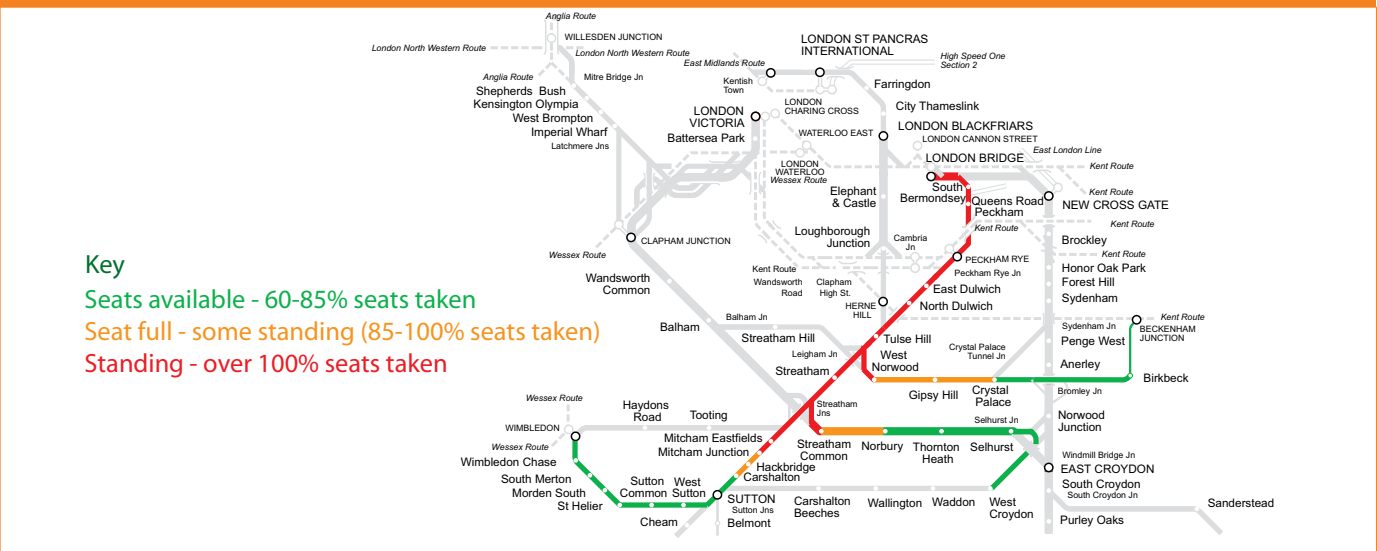 Anglia Route
WILLESDEN JUNCTION
London North Western Route
London North Western Route
Anglia Route
Mitre Bridge Jn
Shepherds Bush
Kensington Olympia
West Brompton
Imperial Wharf
Latchmere Jns
LONDON ST PANCRAS
INTERNATIONAL
East Midlands Route
High Speed One
Section 2
Kentish
Town
Farringdon
LONDON
VICTORIA
LONDON
CHARING CROSS
City Thameslink
Battersea Park
WATERLOO EAST
LONDON BLACKFRIARS
LONDON CANNON STREET
East London Line
LONDON
WATERLOO
Wessex Route
LONDON BRIDGE
Kent Route
South
Bermondsey
Kent Route
Elephant
& Castle
Queens Road
Peckham
NEW CROSS GATE
Loughborough
Junction
Cambria
Jn
Kent Route
Kent Route
CLAPHAM JUNCTION
Brockley
Wessex Route
PECKHAM RYE
Kent Route
Kent Route
Wandsworth
Road
Clapham
High St.
Peckham Rye Jn
Honor Oak Park
Key
Wandsworth
Common
East Dulwich
Forest Hill
Seats available - 60-85% seats taken
HERNE
HILL
North Dulwich
Sydenham
Seat full - some standing (85-100% seats taken)
Balham
Balham Jn
Kent Route
Sydenham Jn
BECKENHAM
JUNCTION
Streatham Hill
Tulse Hill
Penge West
Standing - over 100% seats taken
Leigham Jn
West
Norwood
Crystal Palace
Tunnel Jn
Streatham
Anerley
Birkbeck
Gipsy Hill
Crystal
Palace
Bromley Jn
Wessex Route
Haydons
Road
Tooting
Streatham
Jns
Selhurst Jn
Norwood
Junction
WIMBLEDON
Wessex Route
Mitcham Eastfields
Mitcham Junction
Streatham
Common
Norbury
Thornton
Heath
Selhurst
Windmill Bridge Jn
Wimbledon Chase
Hackbridge
Carshalton
EAST CROYDON
South Merton
Morden South
St Helier
Sutton
Common
West
Sutton
South Croydon
South Croydon Jn
SUTTON
Sutton Jns
Carshalton
Beeches
Wallington
Waddon
West
Croydon
Sanderstead
Cheam
Belmont
Purley Oaks